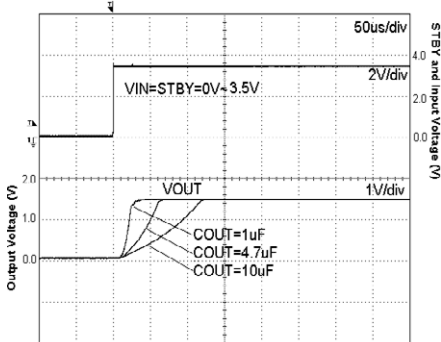 50us/div
4.0
2V/div
VIN=STBY=0V~3.5V
2.0
0.0
STBY and Input Voltage (V)
2.0
VOUT
1V/div
1.0
COUT=1uF
COUT=4.7uF
0.0
COUT=10uF
Output Voltage (V)